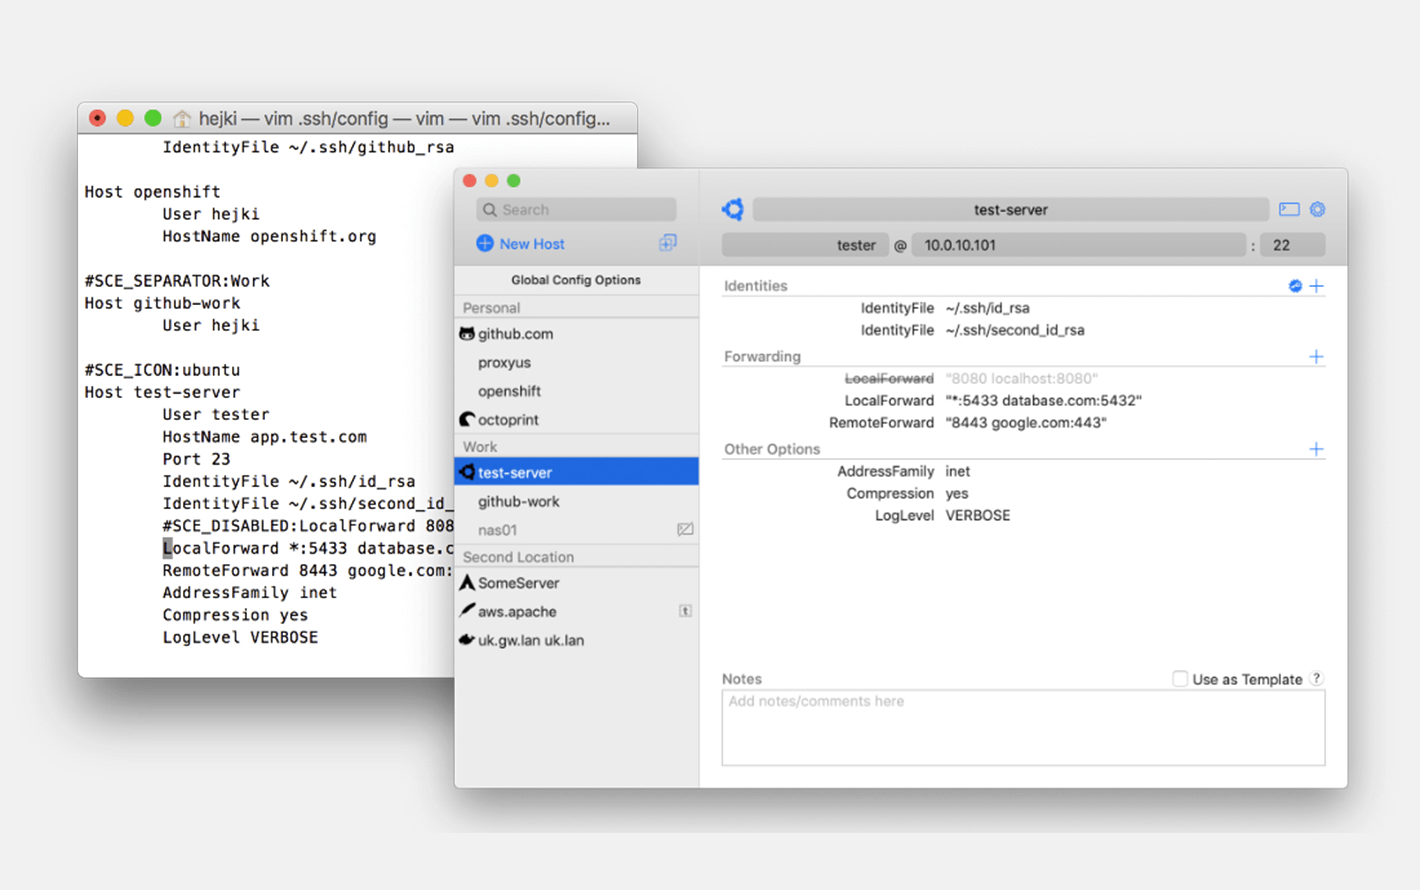 hejki — vim .ssh/config — vim — vim .ssh/config...
IdentityFile ~/.ssh/github_rsa
Host openshift
User hejki
HostName openshift.org
#SCE_SEPARATOR:Work
Host github-work
User hejki
#SCE_ICON:ubuntu
Host test-server
User tester
HostName app.test.com
Port 23
IdentityFile ~/.ssh/id_rsa
IdentityFile ~/.ssh/second_id_
#SCE_DISABLED:LocalForward 808
LocalForward *:5433 database.c
RemoteForward 8443 google.com:
AddressFamily inet
Compression yes
LogLevel VERBOSE
Search
New Host
Global Config Options
Personal
github.com
proxyus
openshift
octoprint
Work
test-server
github-work
nas01
Second Location
SomeServer
aws.apache t
uk.gw.lan uk.lan
test-server
tester @ 10.0.10.101 : 22
Identities
IdentityFile ~/.ssh/id_rsa
IdentityFile ~/.ssh/second_id_rsa
Forwarding
LocalForward "8080 localhost:8080"
LocalForward "*:5433 database.com:5432"
RemoteForward "8443 google.com:443"
Other Options
AddressFamily inet
Compression yes
LogLevel VERBOSE
Notes
Use as Template ?
Add notes/comments here